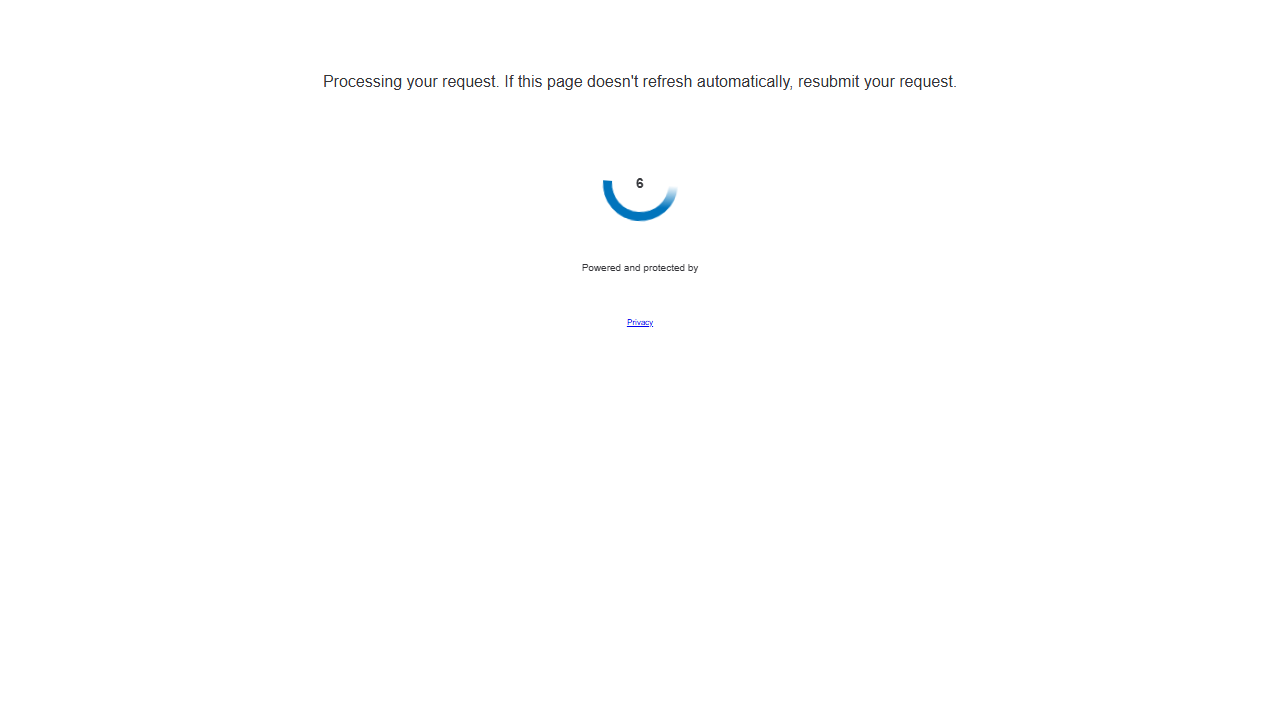 Processing your request. If this page doesn't refresh automatically, resubmit your request.
6
Powered and protected by
Privacy